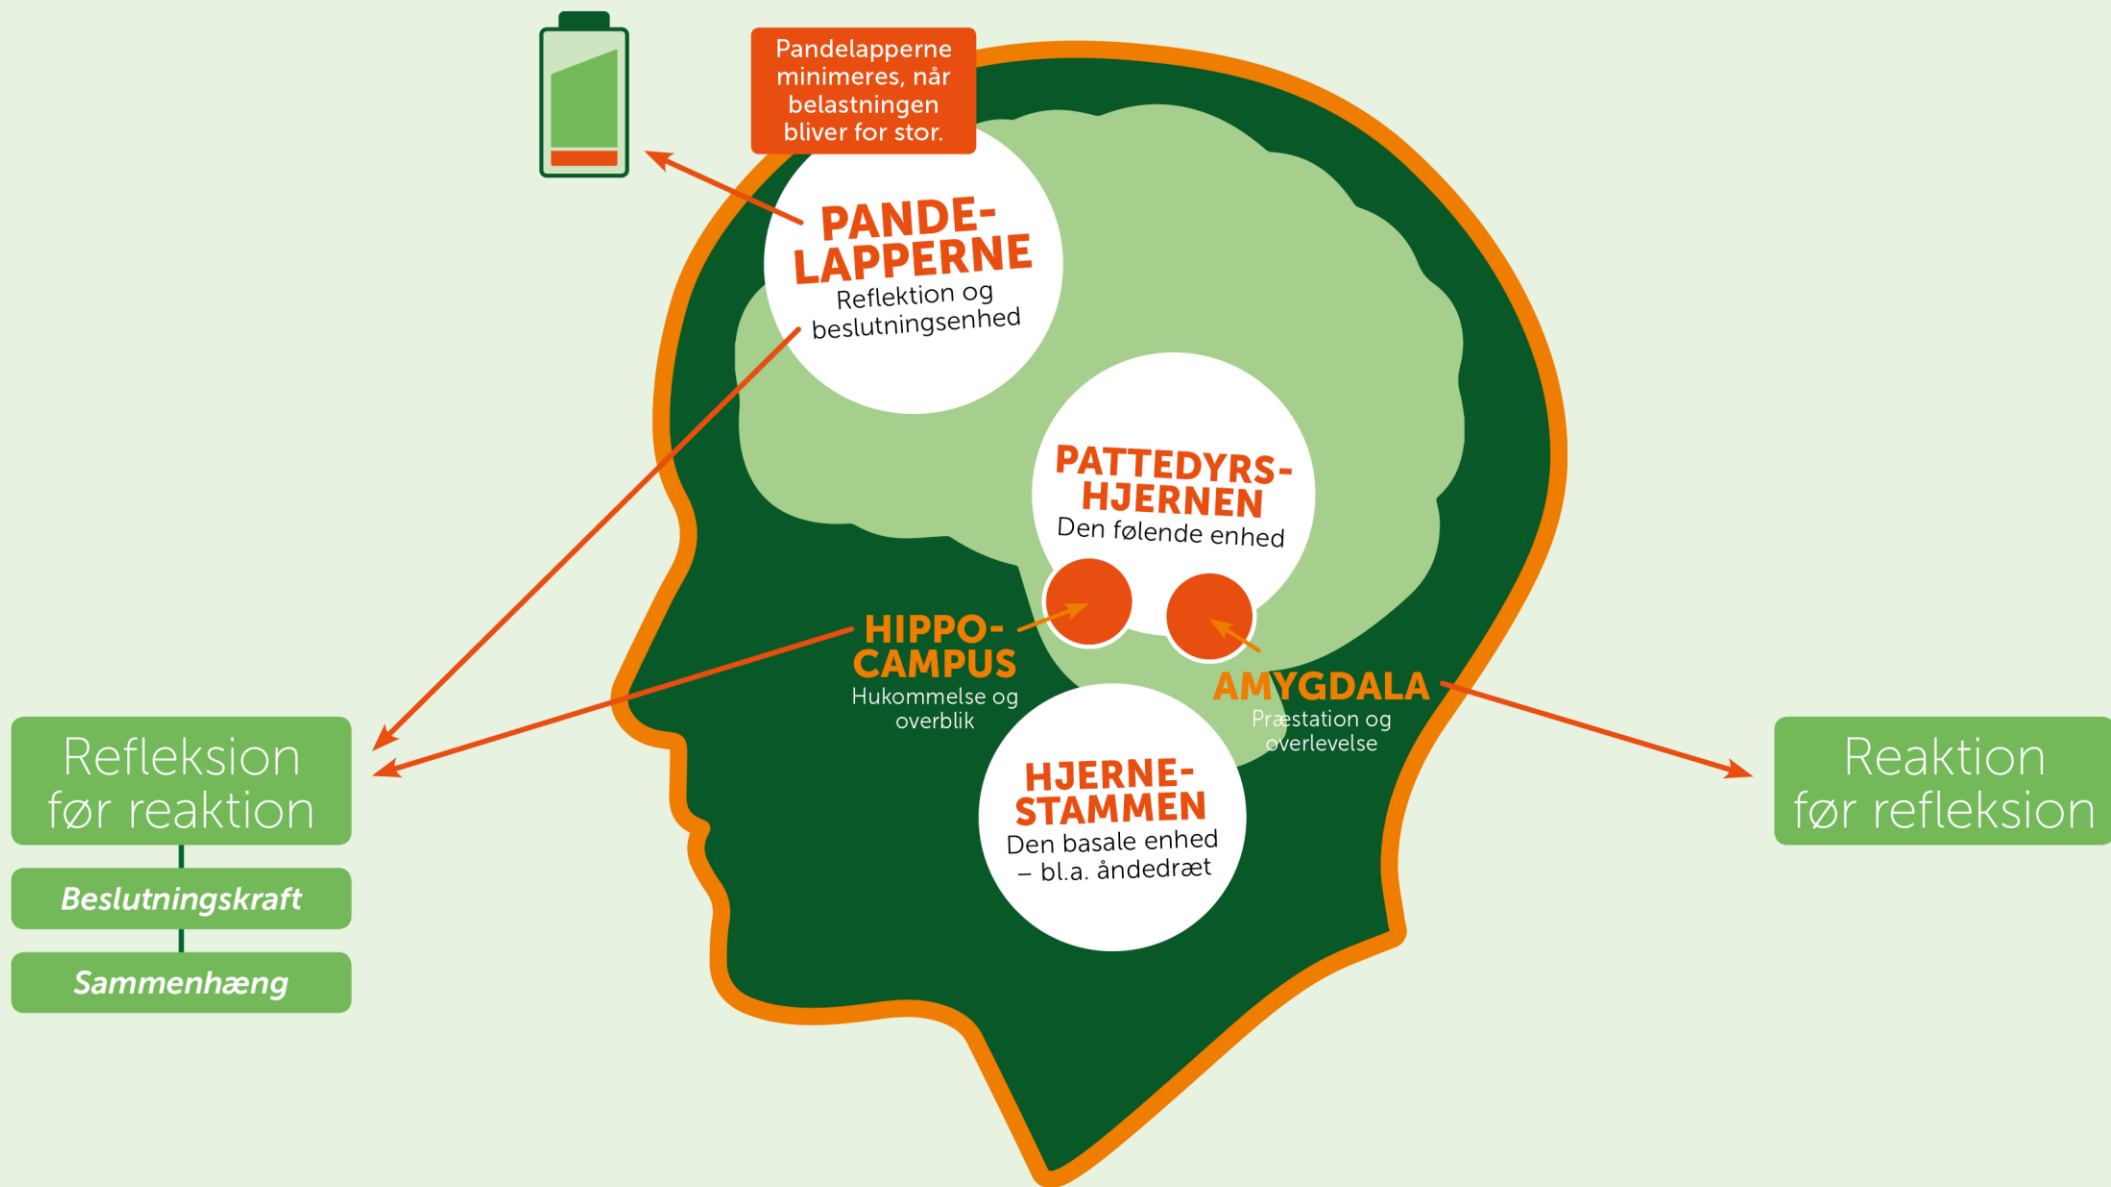 Pandelapperne
minimeres, når
belastningen
bliver for stor.
PANDE-
LAPPERNE
Reflektion og
beslutningsenhed
PATTEDYRS-
HJERNEN
Den følende enhed
HIPPO-
CAMPUS
Hukommelse og
overblik
AMYGDALA
Præstation og
overlevelse
HJERNE-
STAMMEN
Den basale enhed
– bl.a. åndedræt
Refleksion
før reaktion
Beslutningskraft
Sammenhæng
Reaktion
før refleksion